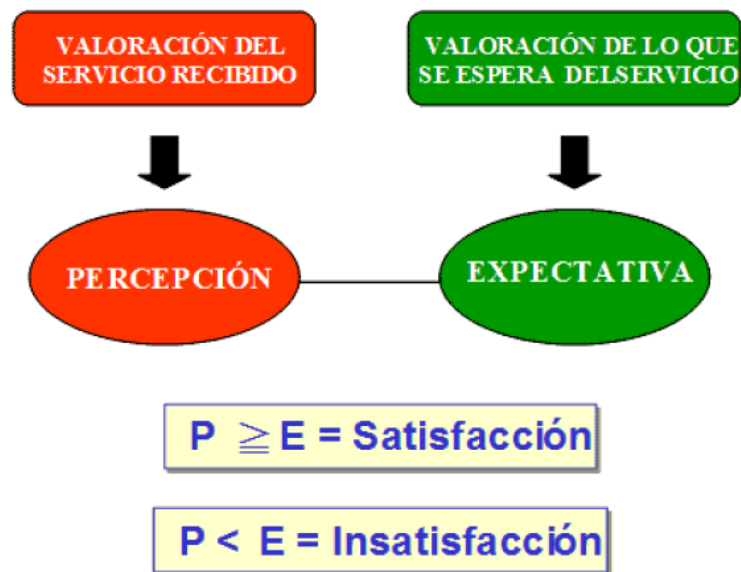 VALORACIÓN DEL
SERVICIO RECIBIDO
VALORACIÓN DE LO QUE
SE ESPERA DELSERVICIO
PERCEPCIÓN
EXPECTATIVA
P ≧ E = Satisfacción
P < E = Insatisfacción